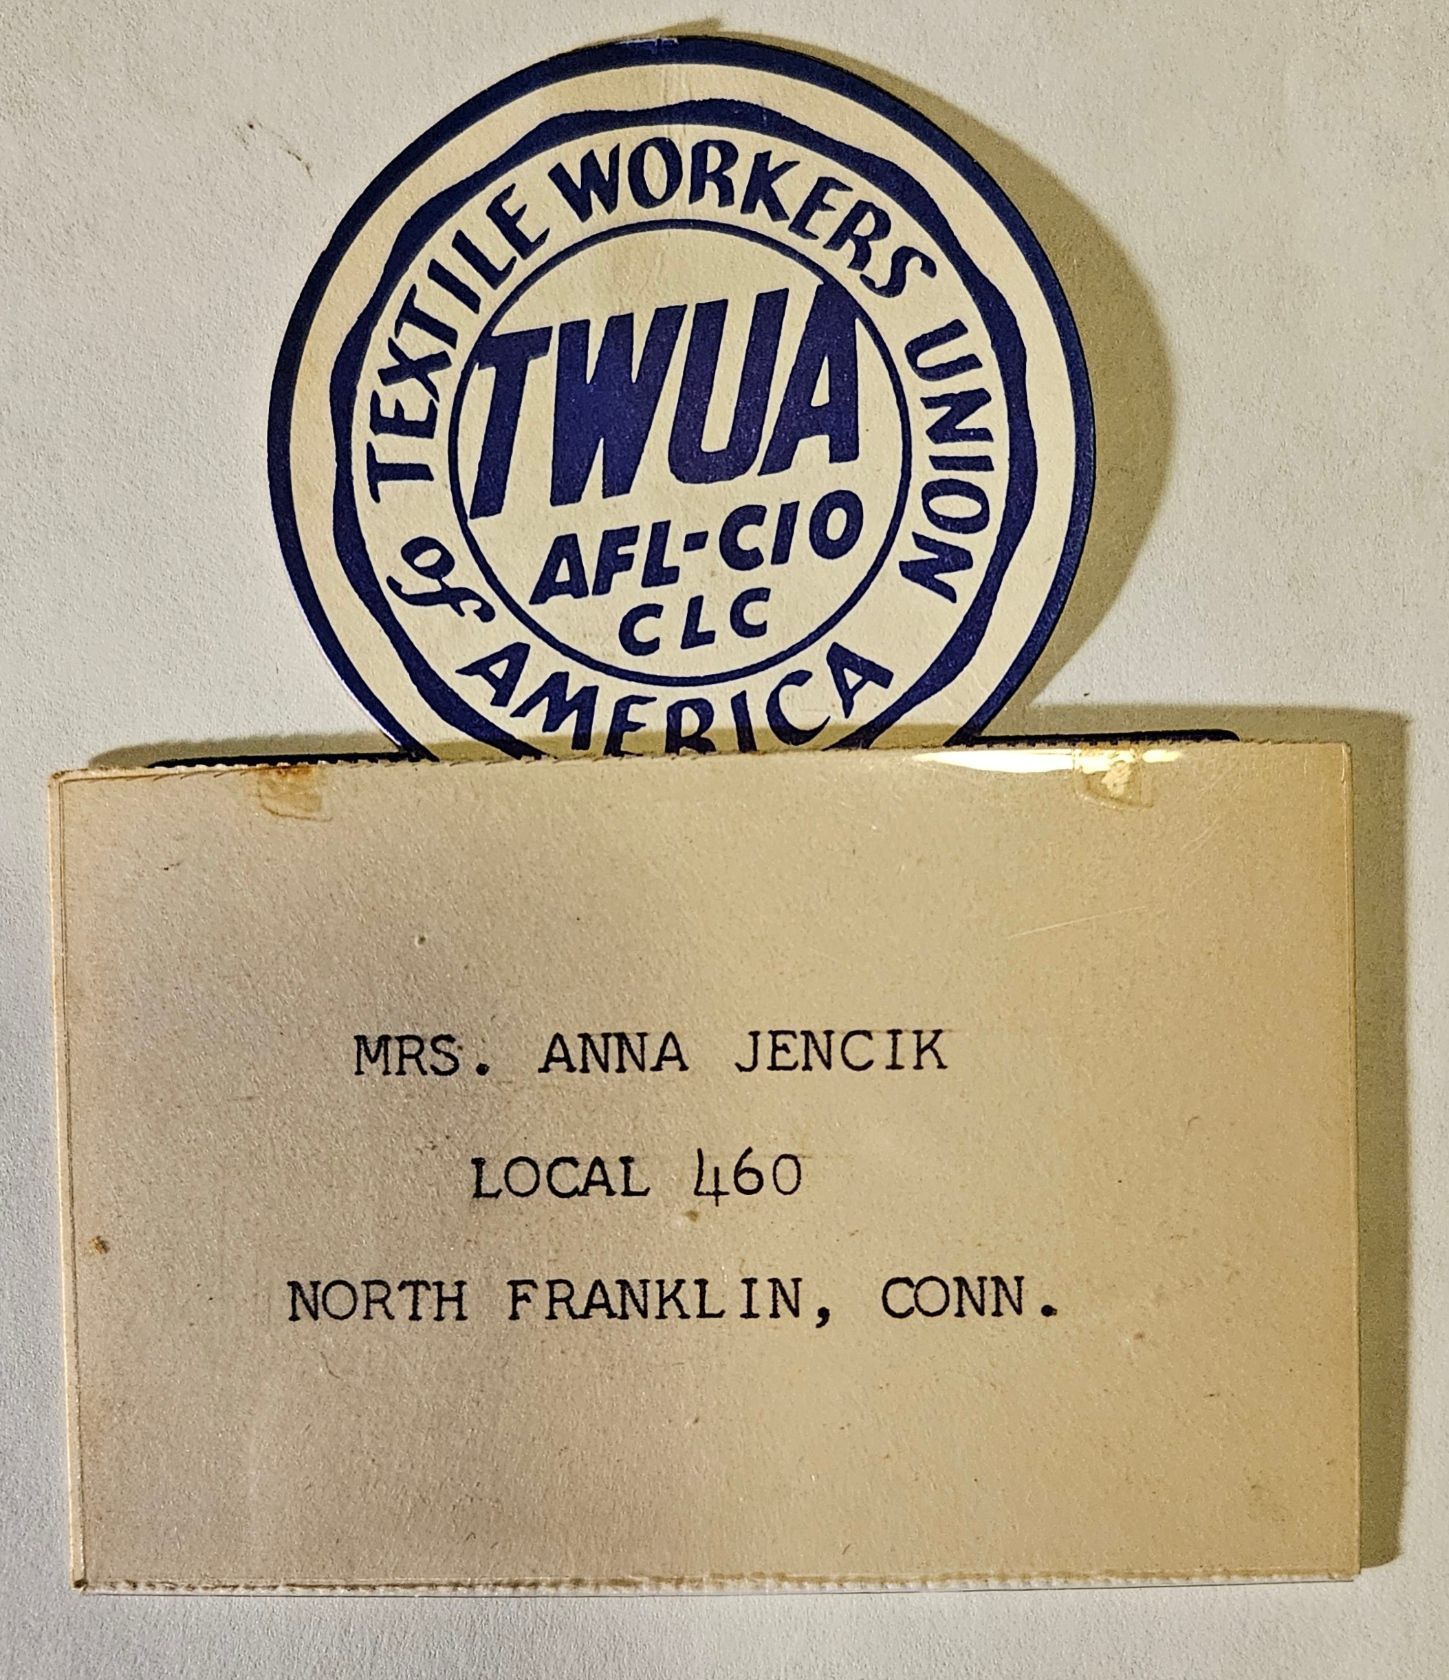 TEXTILE WORKERS UNION
of AMERICA
TWUA
AFL-CIO
CLC
MRS. ANNA JENCIK
LOCAL 460
NORTH FRANKLIN, CONN.